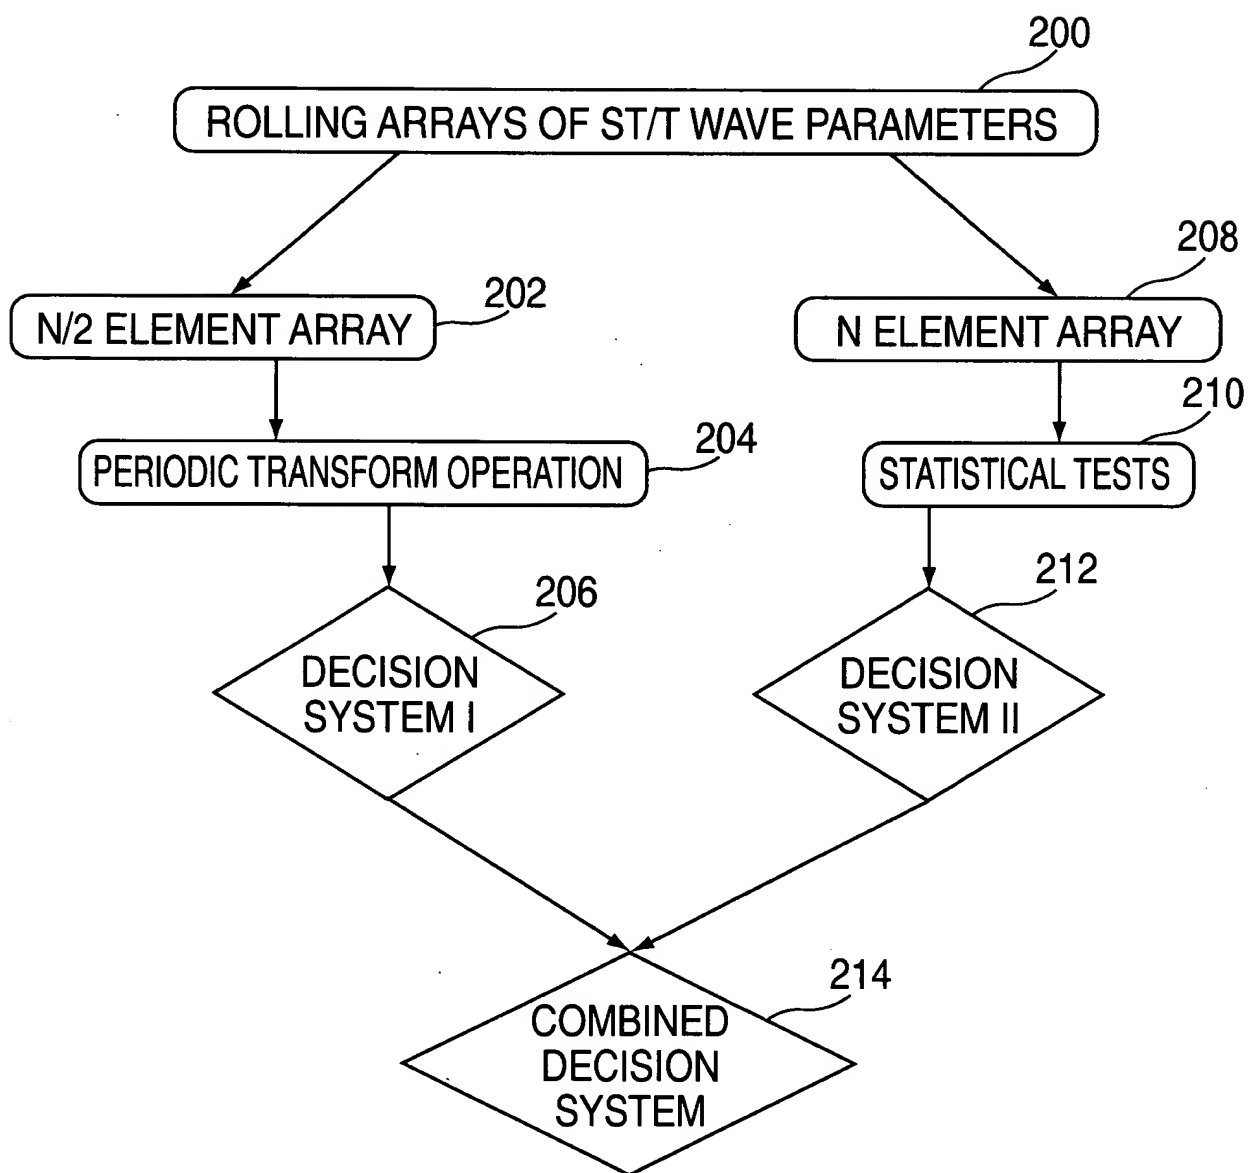 200
ROLLING ARRAYS OF ST/T WAVE PARAMETERS
208
202
N/2 ELEMENT ARRAY
N ELEMENT ARRAY
210
204
PERIODIC TRANSFORM OPERATION
STATISTICAL TESTS
206
212
DECISION
SYSTEM I
DECISION
SYSTEM II
214
COMBINED
DECISION
SYSTEM